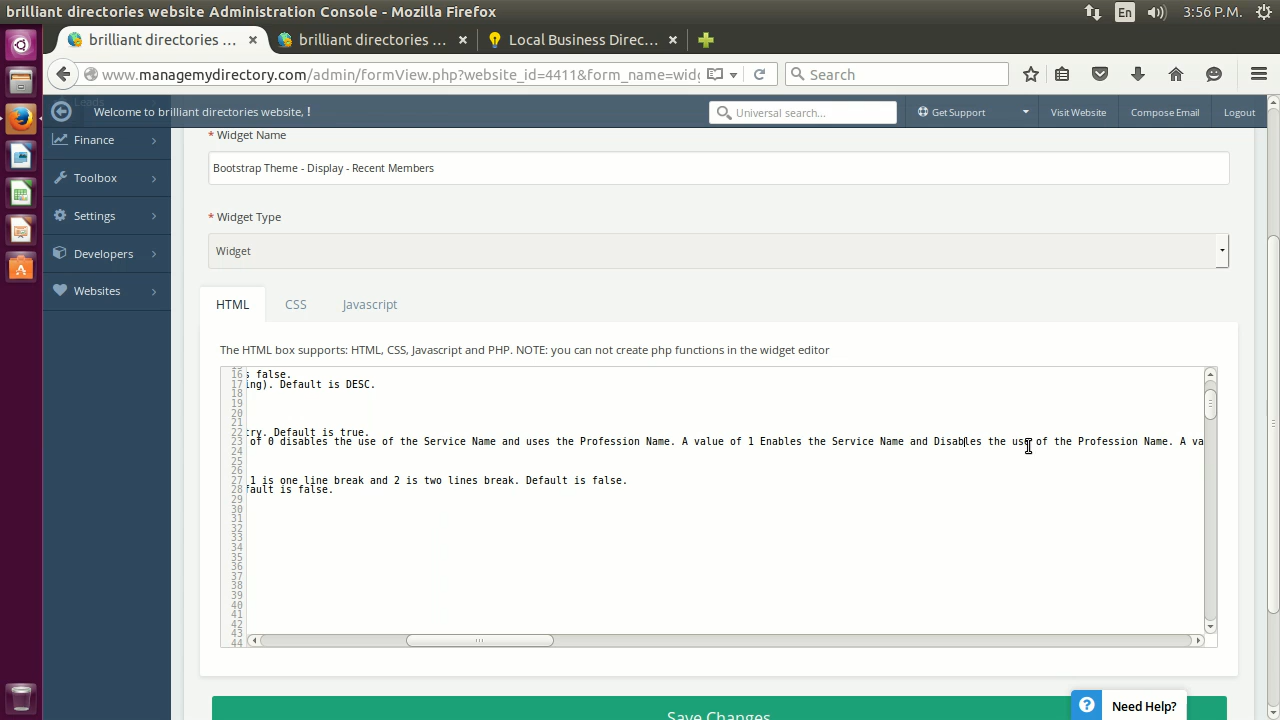 brilliant directories website Administration Console - Mozilla Firefox
En
3:56 P.M.
brilliant directories ...
brilliant directories ...
Local Business Direc...
www.managemydirectory.com/admin/formView.php?website_id=4411&form_name=widg
Search
Leads
Welcome to brilliant directories website, !
Universal search...
Get Support
Visit Website
Compose Email
Logout
Finance
Toolbox
Settings
Developers
Websites
* Widget Name
Bootstrap Theme - Display - Recent Members
* Widget Type
Widget
HTML
CSS
Javascript
The HTML box supports: HTML, CSS, Javascript and PHP. NOTE: you can not create php functions in the widget editor
16 s false.
17 ing). Default is DESC.
18
19
20
21
22 ry. Default is true.
23 of 0 disables the use of the Service Name and uses the Profession Name. A value of 1 Enables the Service Name and Disables the use of the Profession Name. A va
24
25
26
27 1 is one line break and 2 is two lines break. Default is false.
28 fault is false.
29
30
31
32
33
34
35
36
37
38
39
40
41
42
43
44
Save Changes
Need Help?